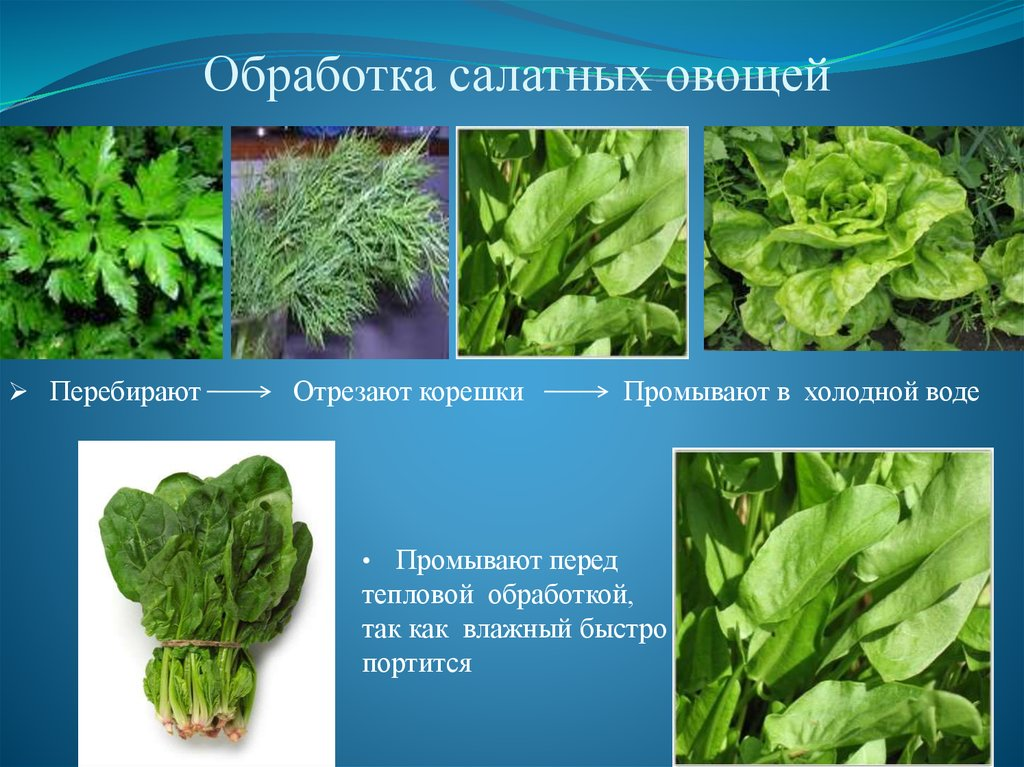 Обработка салатных овощей
➢ Перебирают → Отрезают корешки → Промывают в холодной воде
• Промывают перед
тепловой обработкой,
так как влажный быстро
портится